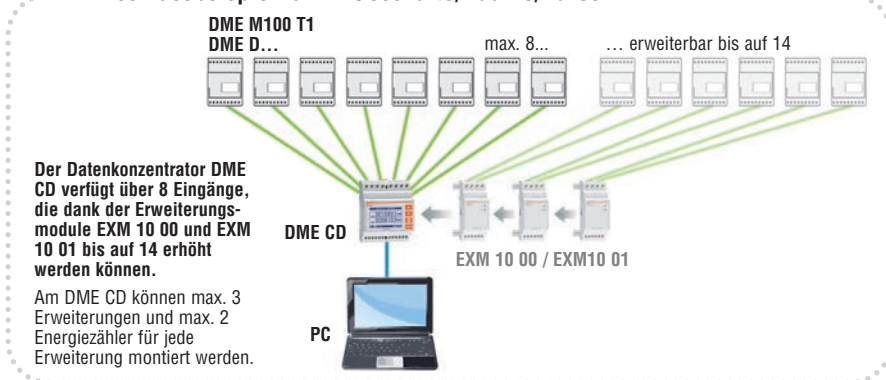 DME M100 T1
DME D…
max. 8...
… erweiterbar bis auf 14
Der Datenkonzentrator DME
CD verfügt über 8 Eingänge,
die dank der Erweiterungs-
module EXM 10 00 und EXM
10 01 bis auf 14 erhöht
werden können.
Am DME CD können max. 3
Erweiterungen und max. 2
Energiezähler für jede
Erweiterung montiert werden.
DME CD
EXM 10 00 / EXM10 01
PC